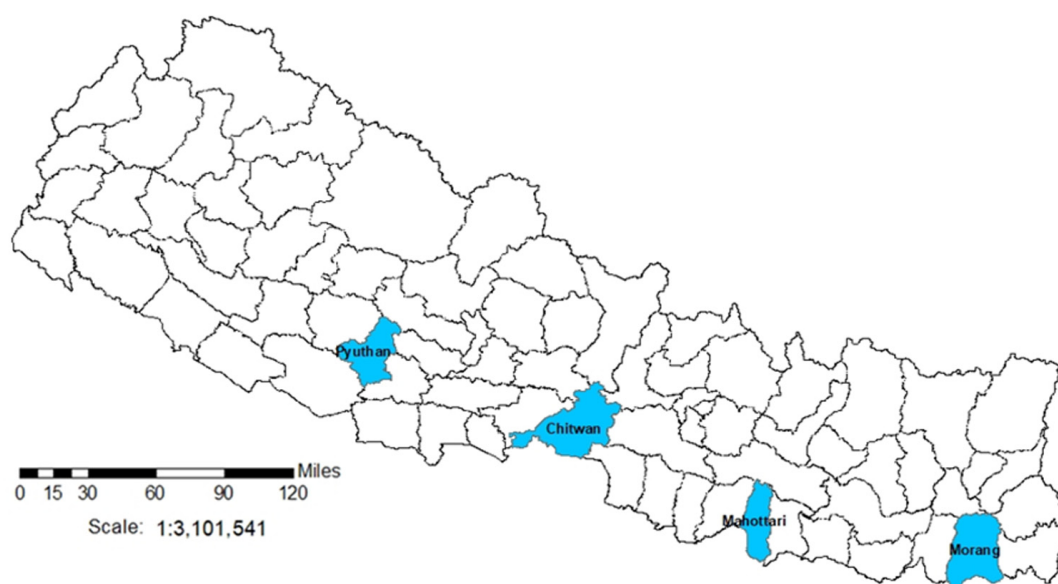 Pyuthan
Chitwan
Miles
0 15 30 60 90 120
Mahottari
Scale: 1:3,101,541
Morang